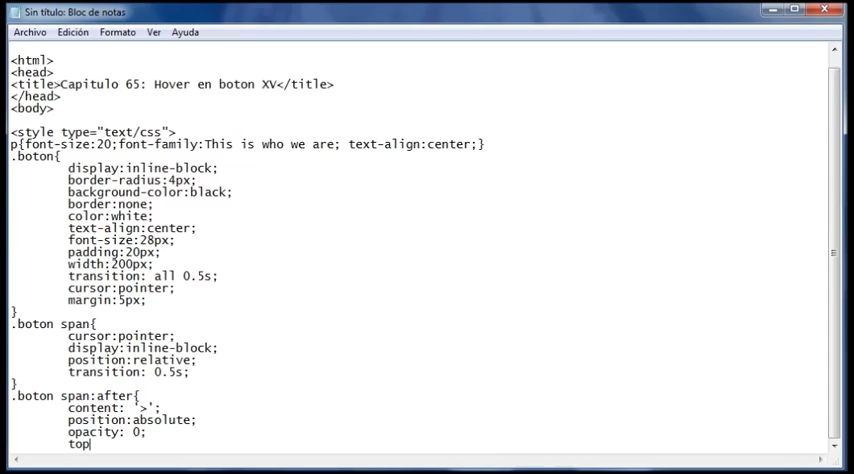 Sin título: Bloc de notas
Archivo Edición Formato Ver Ayuda
<html>
<head>
<title>Capitulo 65: Hover en boton XV</title>
</head>
<body>
<style type="text/css">
p{font-size:20;font-family:This is who we are; text-align:center;}
.boton{
display:inline-block;
border-radius:4px;
background-color:black;
border:none;
color:white;
text-align:center;
font-size:28px;
padding:20px;
width:200px;
transition: all 0.5s;
cursor:pointer;
margin:5px;
}
.boton span{
cursor:pointer;
display:inline-block;
position:relative;
transition: 0.5s;
}
.boton span:after{
content: '>';
position:absolute;
opacity: 0;
top